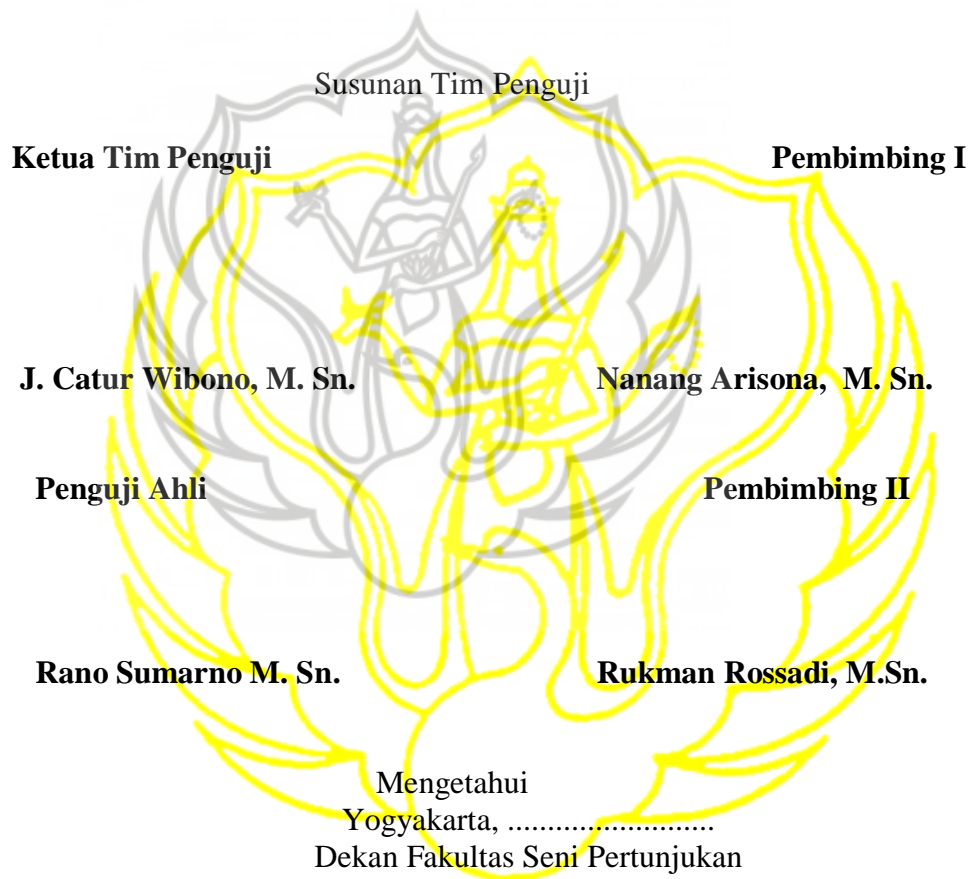 Susunan Tim Penguji
Ketua Tim Penguji Pembimbing I
J. Catur Wibono, M. Sn. Nanang Arisona, M. Sn.
Penguji Ahli Pembimbing II
Rano Sumarno M. Sn. Rukman Rossadi, M.Sn.
Mengetahui
Yogyakarta, ..........................
Dekan Fakultas Seni Pertunjukan